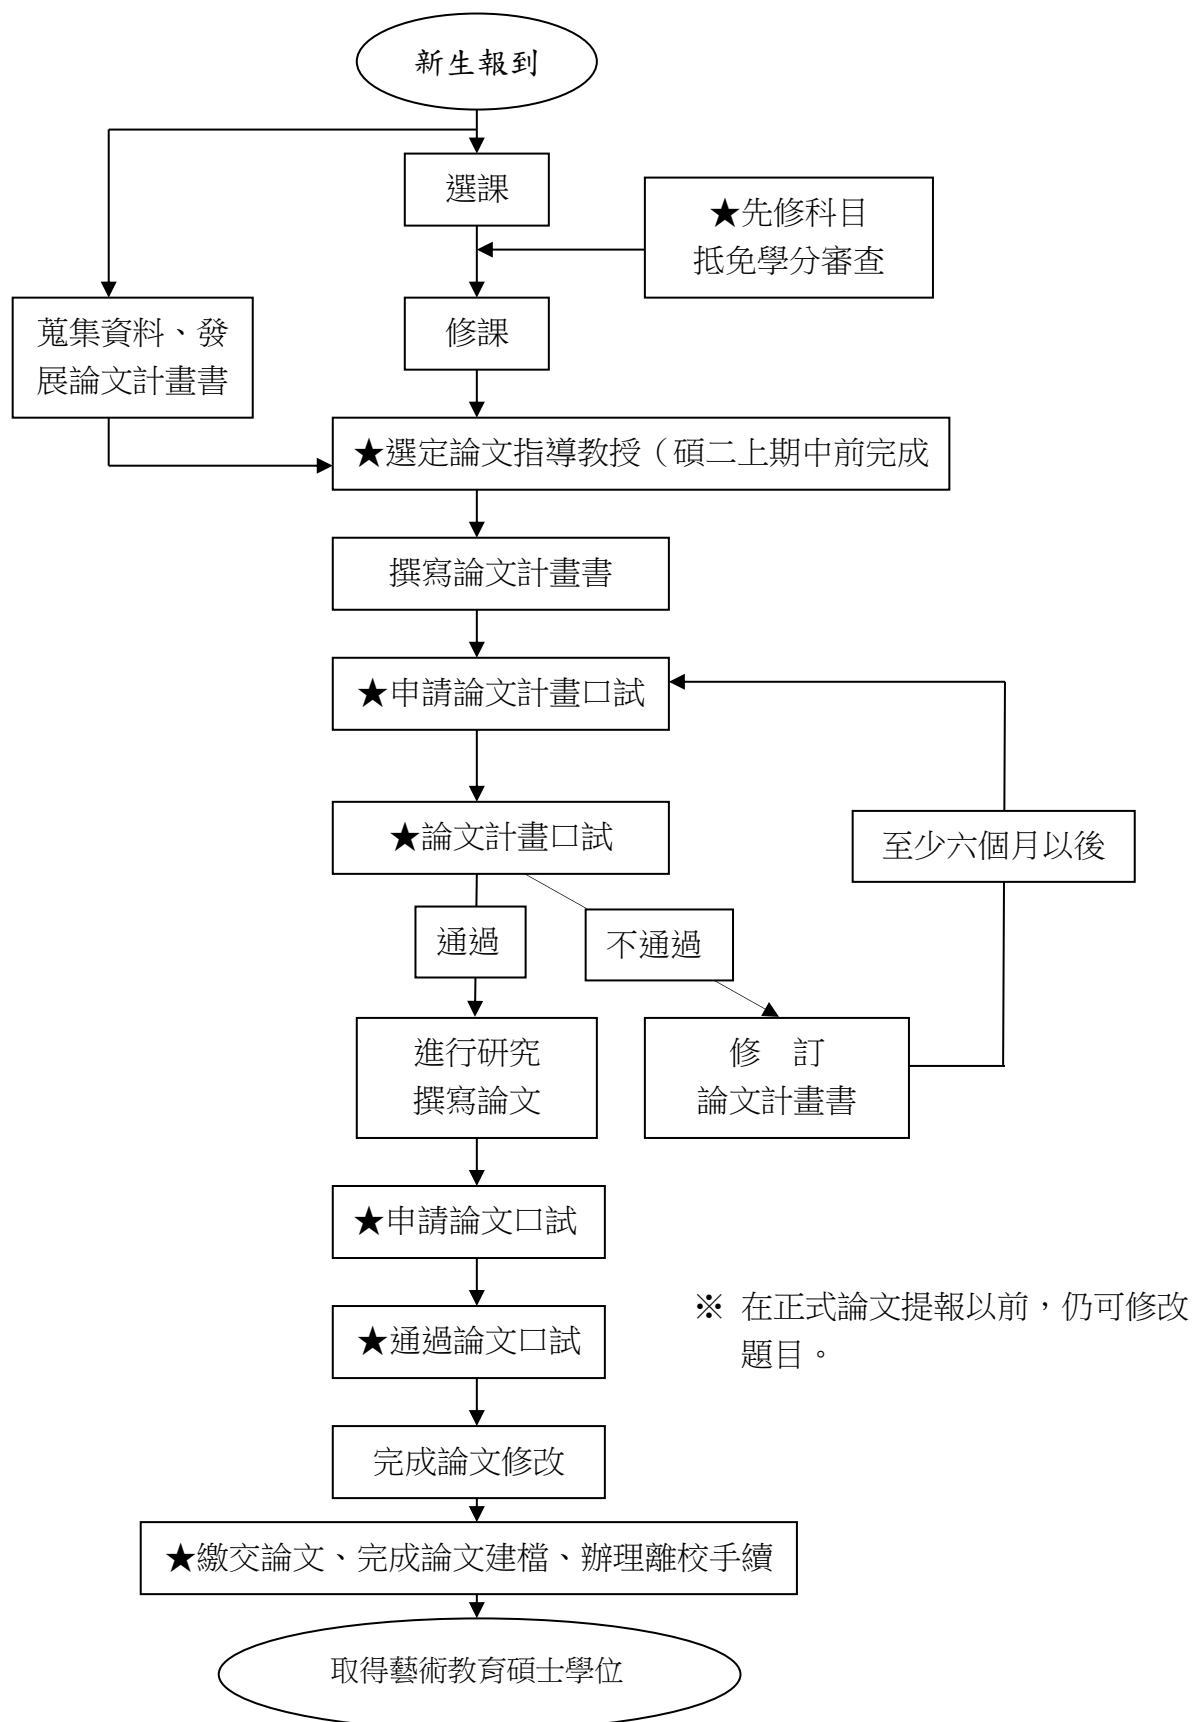 新生報到
選課
★先修科目
抵免學分審查
蒐集資料、發
展論文計畫書
修課
★選定論文指導教授（碩二上期中前完成
撰寫論文計畫書
★申請論文計畫口試
★論文計畫口試
至少六個月以後
通過
不通過
進行研究
撰寫論文
修　訂
論文計畫書
★申請論文口試
※ 在正式論文提報以前，仍可修改
題目。
★通過論文口試
完成論文修改
★繳交論文、完成論文建檔、辦理離校手續
取得藝術教育碩士學位